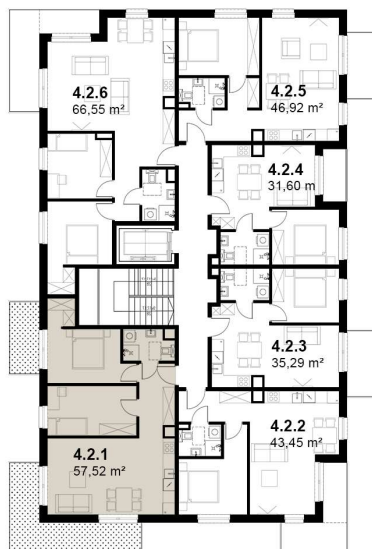 4.2.6
66,55 m²
4.2.5
46,92 m²
4.2.4
31,60 m
4.2.3
35,29 m²
4.2.2
43,45 m²
4.2.1
57,52 m²